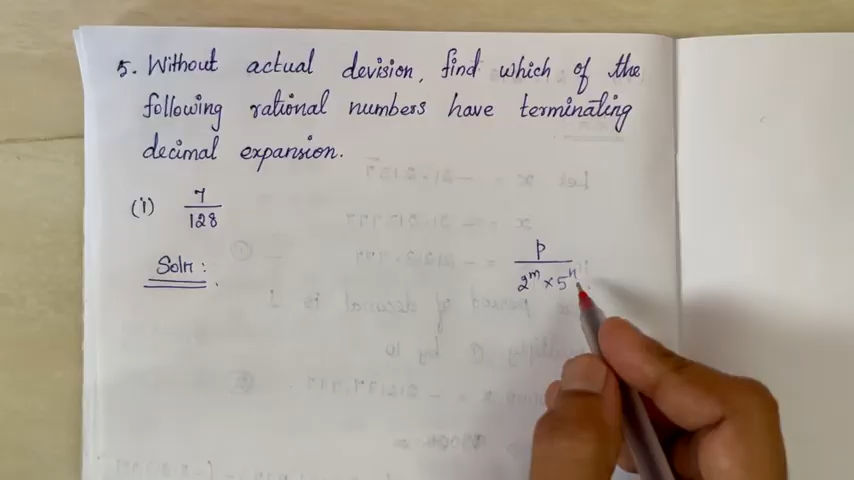 5. Without actual devision, find which of the
following rational numbers have terminating
decimal expansion.
(i) 7/128
Soln :
p/2^m × 5^n